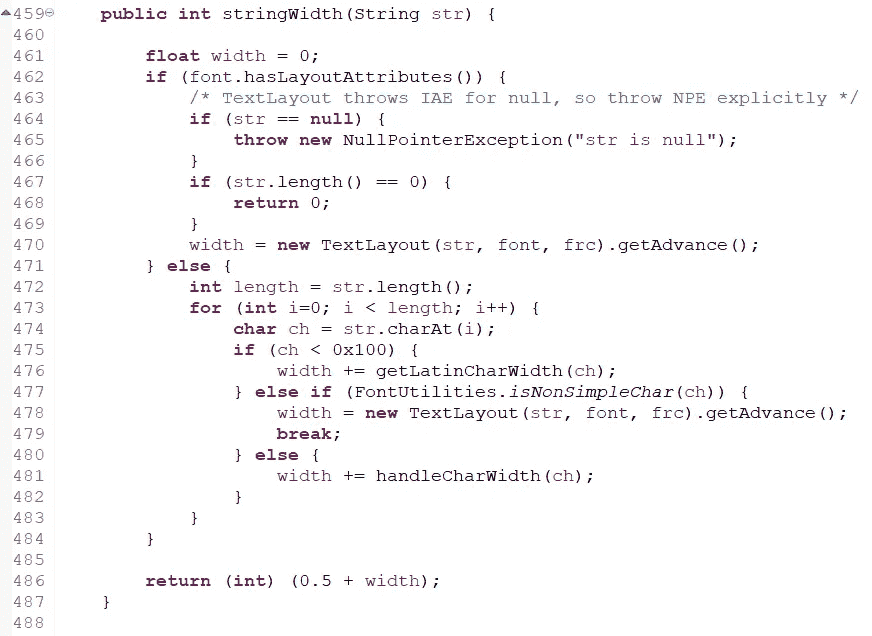 459 public int stringWidth(String str) {
460
461 float width = 0;
462 if (font.hasLayoutAttributes()) {
463 /* TextLayout throws IAE for null, so throw NPE explicitly */
464 if (str == null) {
465 throw new NullPointerException("str is null");
466 }
467 if (str.length() == 0) {
468 return 0;
469 }
470 width = new TextLayout(str, font, frc).getAdvance();
471 } else {
472 int length = str.length();
473 for (int i=0; i < length; i++) {
474 char ch = str.charAt(i);
475 if (ch < 0x100) {
476 width += getLatinCharWidth(ch);
477 } else if (FontUtilities.isNonSimpleChar(ch)) {
478 width = new TextLayout(str, font, frc).getAdvance();
479 break;
480 } else {
481 width += handleCharWidth(ch);
482 }
483 }
484 }
485
486 return (int) (0.5 + width);
487 }
488